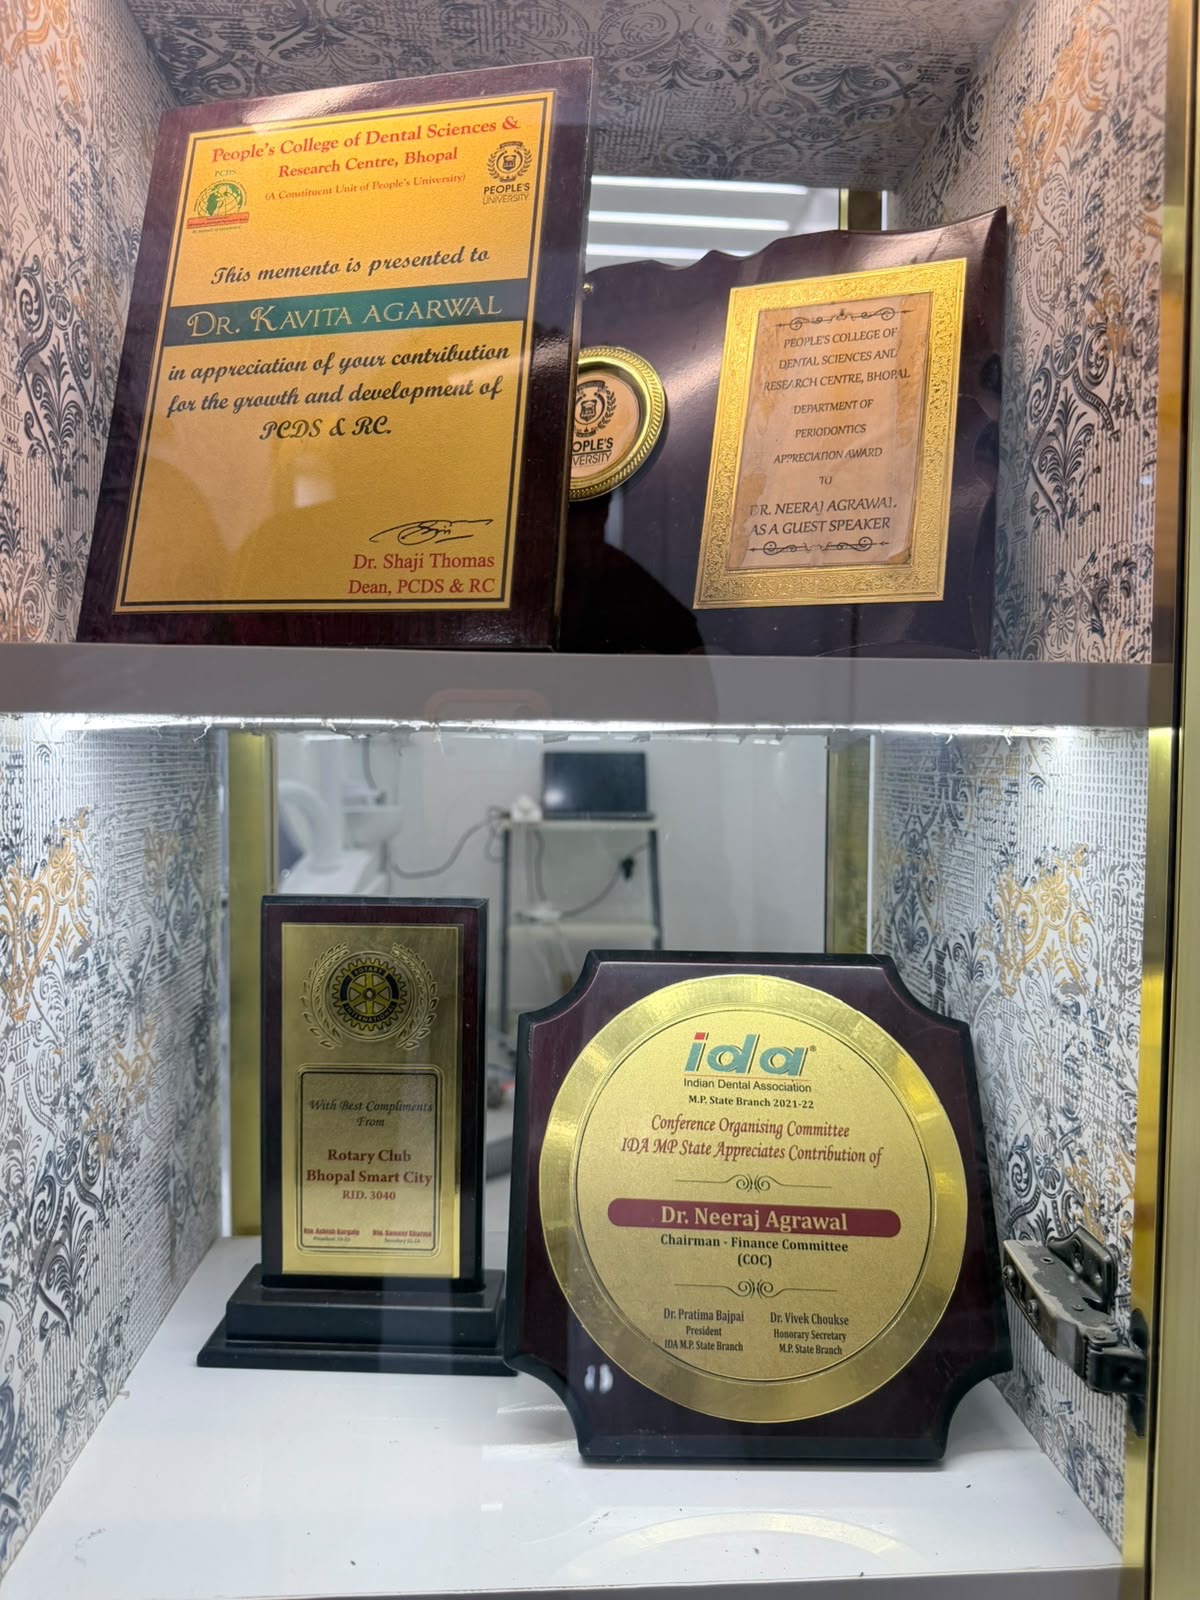 People's College of Dental Sciences &
Research Centre, Bhopal
(A Constituent Unit of People's University)
PCDS
PEOPLE'S
UNIVERSITY
This memento is presented to
DR. KAVITA AGARWAL
in appreciation of your contribution
for the growth and development of
PCDS & RC.
Dr. Shaji Thomas
Dean, PCDS & RC
OPLE'S
VERSITY
PEOPLE'S COLLEGE OF
DENTAL SCIENCES AND
RESEARCH CENTRE, BHOPAL
DEPARTMENT OF
PERIODONTICS
APPRECIATION AWARD
TO
DR. NEERAJ AGRAWAL
AS A GUEST SPEAKER
ROTARY
INTERNATIONAL
With Best Compliments
From
Rotary Club
Bhopal Smart City
RID. 3040
ida
Indian Dental Association
M.P. State Branch 2021-22
Conference Organising Committee
IDA MP State Appreciates Contribution of
Dr. Neeraj Agrawal
Chairman - Finance Committee
(COC)
Dr. Pratima Bajpai
President
IDA M.P. State Branch
Dr. Vivek Choukse
Honorary Secretary
M.P. State Branch